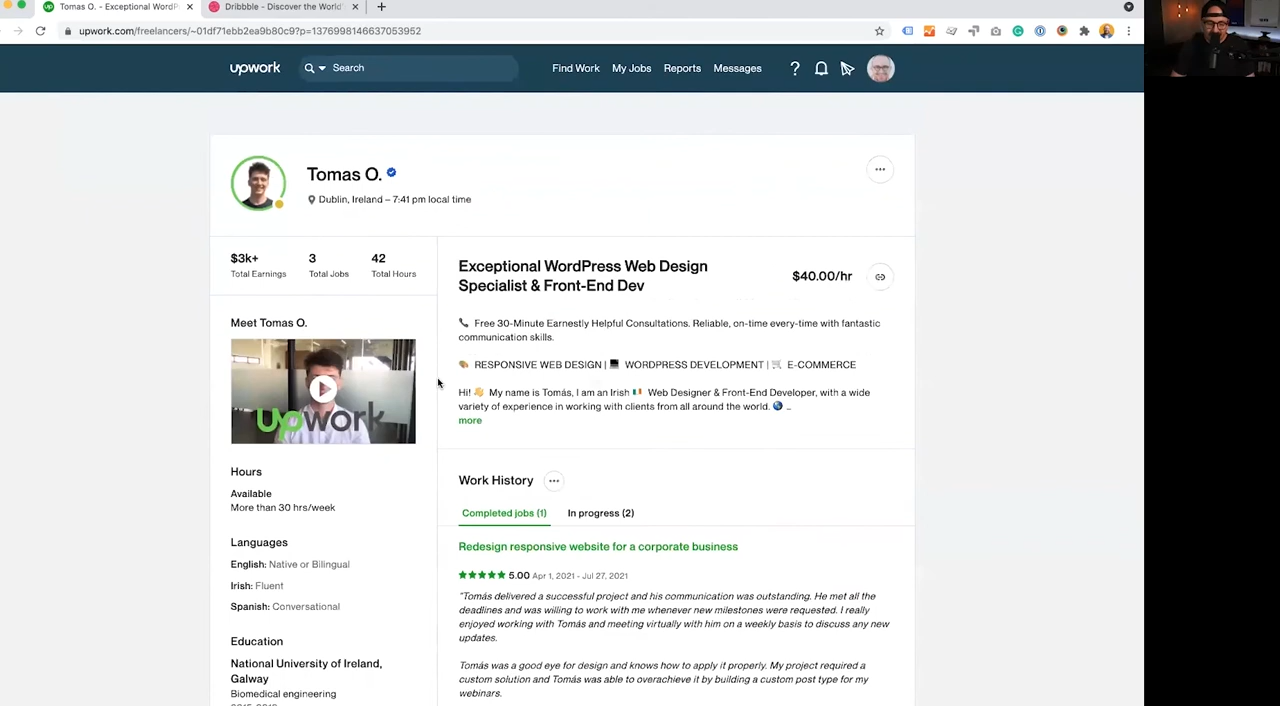 Tomas O. - Exceptional WordP
Dribbble - Discover the World'
upwork.com/freelancers/~01df71ebb2ea9b80c9?p=1376998146637053952
upwork
Search
Find Work
My Jobs
Reports
Messages
?
Tomas O.
Dublin, Ireland – 7:41 pm local time
$3k+
Total Earnings
3
Total Jobs
42
Total Hours
Meet Tomas O.
upwork
Hours
Available
More than 30 hrs/week
Languages
English: Native or Bilingual
Irish: Fluent
Spanish: Conversational
Education
National University of Ireland,
Galway
Biomedical engineering
Exceptional WordPress Web Design
Specialist & Front-End Dev
$40.00/hr
📞 Free 30-Minute Earnestly Helpful Consultations. Reliable, on-time every-time with fantastic
communication skills.
🎨 RESPONSIVE WEB DESIGN | 💻 WORDPRESS DEVELOPMENT | 🛒 E-COMMERCE
Hi! 👋 My name is Tomás, I am an Irish 🇮🇪 Web Designer & Front-End Developer, with a wide
variety of experience in working with clients from all around the world. 🌎 ...
more
Work History
Completed jobs (1)
In progress (2)
Redesign responsive website for a corporate business
5.00 Apr 1, 2021 - Jul 27, 2021
"Tomás delivered a successful project and his communication was outstanding. He met all the
deadlines and was willing to work with me whenever new milestones were requested. I really
enjoyed working with Tomás and meeting virtually with him on a weekly basis to discuss any new
updates.
Tomás was a good eye for design and knows how to apply it properly. My project required a
custom solution and Tomás was able to overachieve it by building a custom post type for my
webinars.